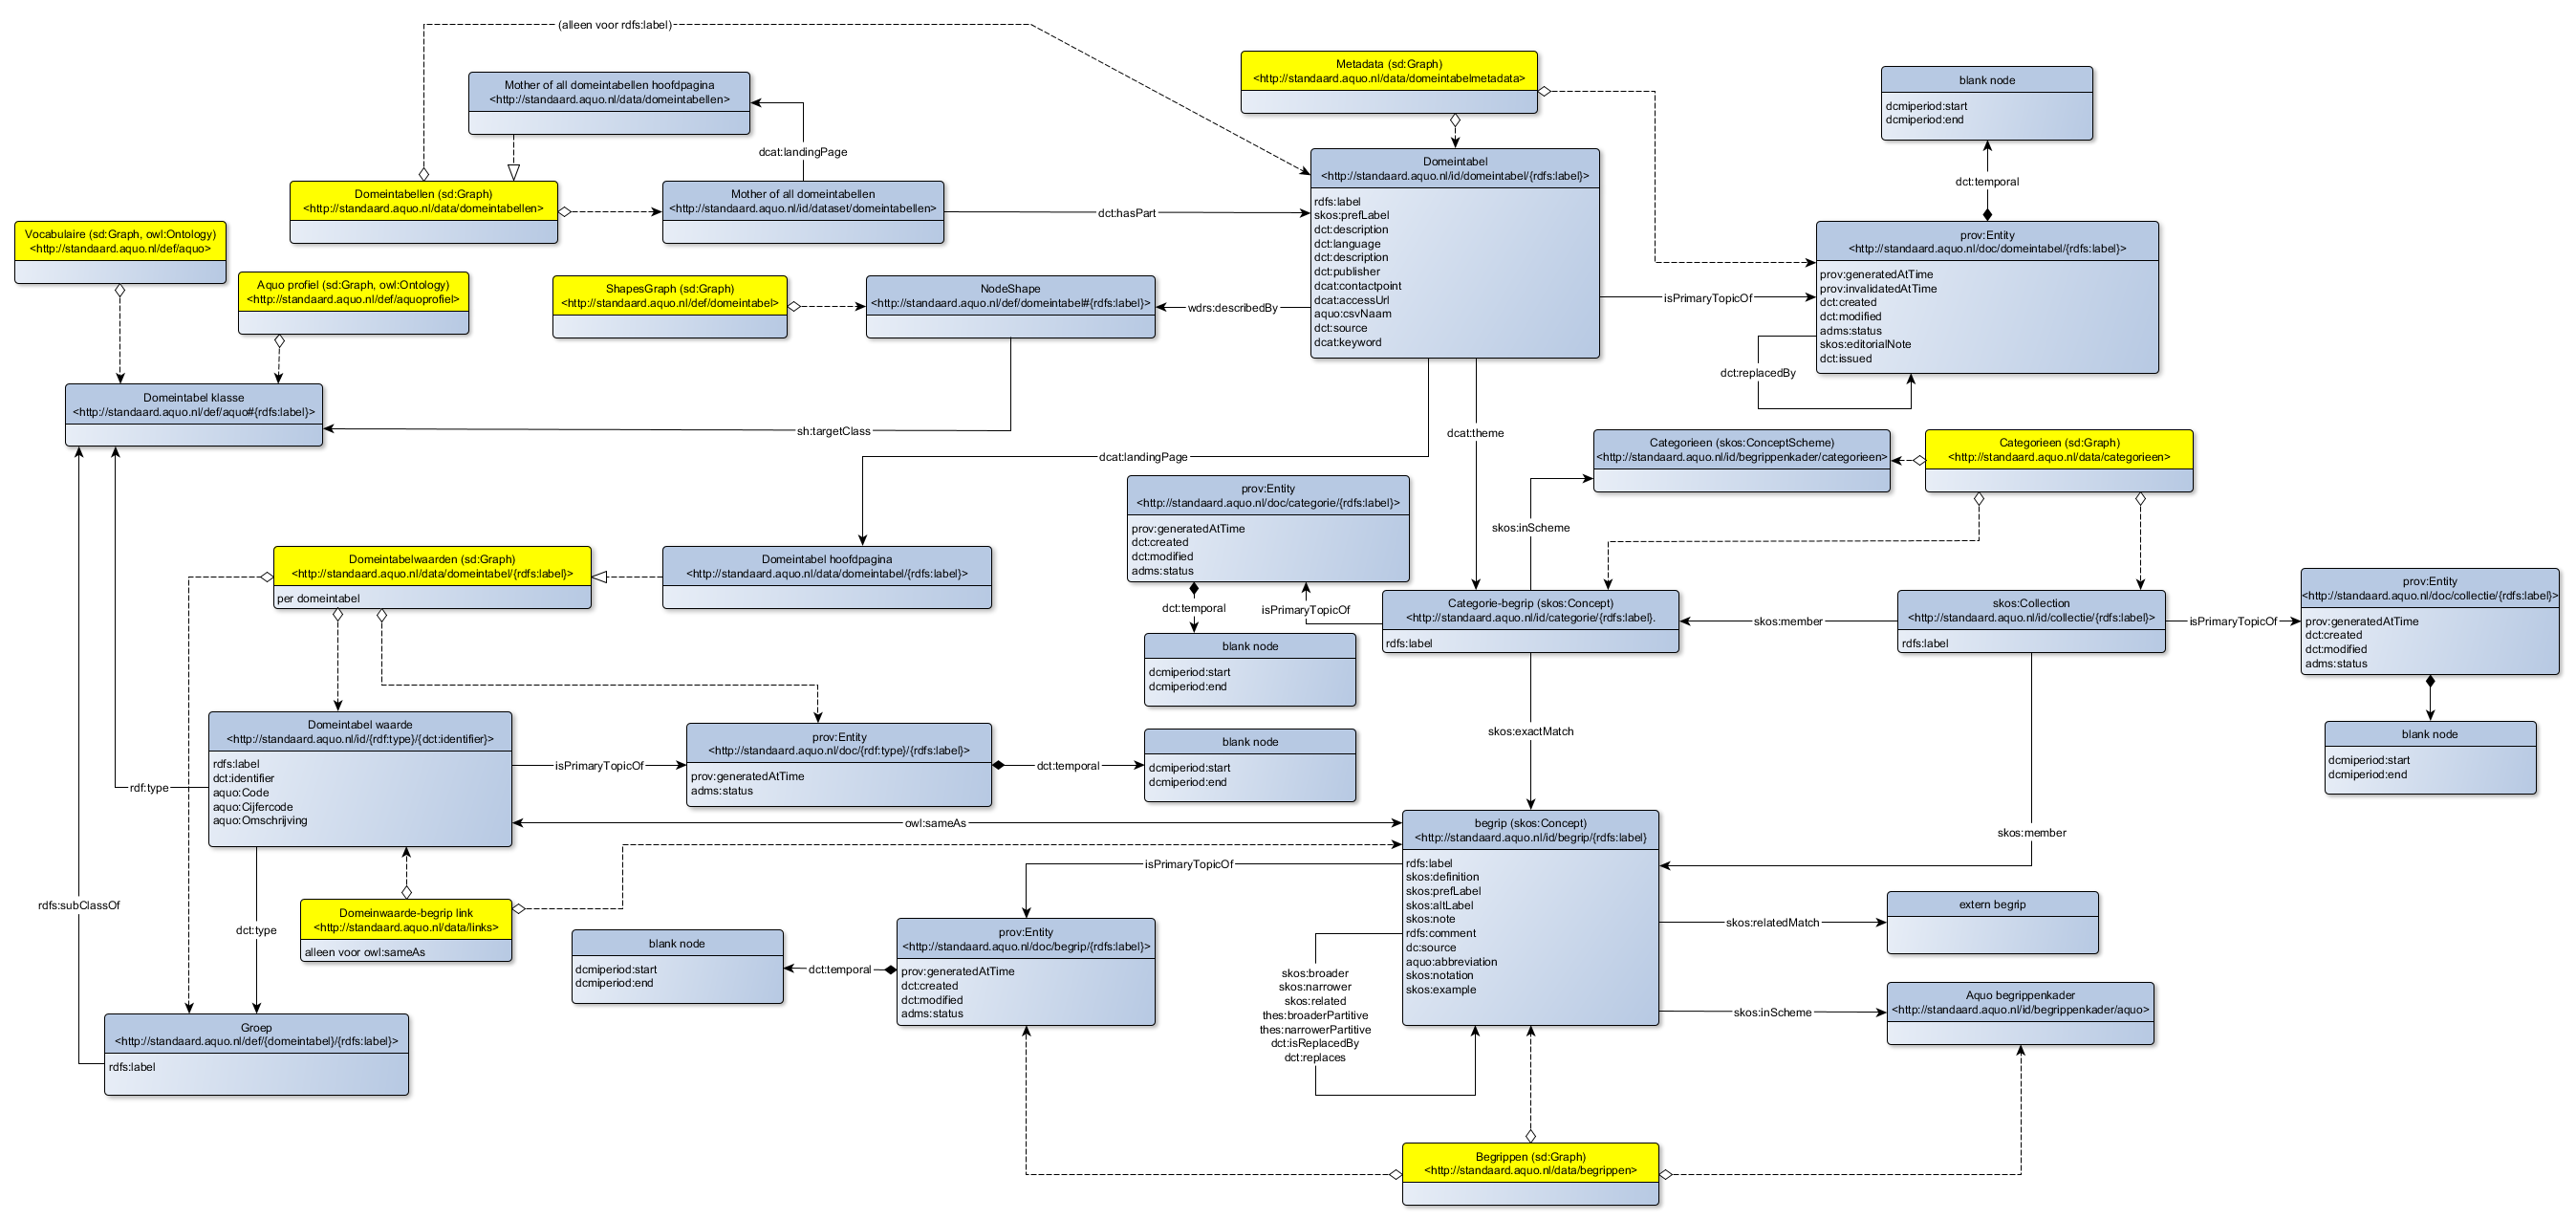 (alleen voor rdfs:label)
Mother of all domeintabellen hoofdpagina
<http://standaard.aquo.nl/data/domeintabellen>
dcat:landingPage
Metadata (sd:Graph)
<http://standaard.aquo.nl/data/domeintabelmetadata>
blank node
dcmiperiod:start
dcmiperiod:end
dct:temporal
Domeintabellen (sd:Graph)
<http://standaard.aquo.nl/data/domeintabellen>
Mother of all domeintabellen
<http://standaard.aquo.nl/id/dataset/domeintabellen>
dct:hasPart
Domeintabel
<http://standaard.aquo.nl/id/domeintabel/{rdfs:label}>
rdfs:label
skos:prefLabel
dct:description
dct:language
dct:description
dct:publisher
dcat:contactpoint
dcat:accessUrl
aquo:csvNaam
dct:source
dcat:keyword
isPrimaryTopicOf
prov:Entity
<http://standaard.aquo.nl/doc/domeintabel/{rdfs:label}>
prov:generatedAtTime
prov:invalidatedAtTime
dct:created
dct:modified
adms:status
skos:editorialNote
dct:issued
dct:replacedBy
Vocabulaire (sd:Graph, owl:Ontology)
<http://standaard.aquo.nl/def/aquo>
Aquo profiel (sd:Graph, owl:Ontology)
<http://standaard.aquo.nl/def/aquoprofiel>
ShapesGraph (sd:Graph)
<http://standaard.aquo.nl/def/domeintabel>
NodeShape
<http://standaard.aquo.nl/def/domeintabel#{rdfs:label}>
wdrs:describedBy
Domeintabel klasse
<http://standaard.aquo.nl/def/aquo#{rdfs:label}>
sh:targetClass
dcat:theme
dcat:landingPage
Categorieen (skos:ConceptScheme)
<http://standaard.aquo.nl/id/begrippenkader/categorieen>
Categorieen (sd:Graph)
<http://standaard.aquo.nl/data/categorieen>
skos:inScheme
prov:Entity
<http://standaard.aquo.nl/doc/categorie/{rdfs:label}>
prov:generatedAtTime
dct:created
dct:modified
adms:status
dct:temporal
isPrimaryTopicOf
blank node
dcmiperiod:start
dcmiperiod:end
Domeintabelwaarden (sd:Graph)
<http://standaard.aquo.nl/data/domeintabel/{rdfs:label}>
per domeintabel
Domeintabel hoofdpagina
<http://standaard.aquo.nl/data/domeintabel/{rdfs:label}>
Categorie-begrip (skos:Concept)
<http://standaard.aquo.nl/id/categorie/{rdfs:label}.
rdfs:label
skos:member
skos:Collection
<http://standaard.aquo.nl/id/collectie/{rdfs:label}>
rdfs:label
isPrimaryTopicOf
prov:Entity
<http://standaard.aquo.nl/doc/collectie/{rdfs:label}>
prov:generatedAtTime
dct:created
dct:modified
adms:status
blank node
dcmiperiod:start
dcmiperiod:end
skos:exactMatch
skos:member
Domeintabel waarde
<http://standaard.aquo.nl/id/{rdf:type}/{dct:identifier}>
rdfs:label
dct:identifier
aquo:Code
aquo:Cijfercode
aquo:Omschrijving
rdf:type
isPrimaryTopicOf
prov:Entity
<http://standaard.aquo.nl/doc/{rdf:type}/{rdfs:label}>
prov:generatedAtTime
adms:status
dct:temporal
blank node
dcmiperiod:start
dcmiperiod:end
owl:sameAs
begrip (skos:Concept)
<http://standaard.aquo.nl/id/begrip/{rdfs:label}
rdfs:label
skos:definition
skos:prefLabel
skos:altLabel
skos:note
rdfs:comment
dc:source
aquo:abbreviation
skos:notation
skos:example
isPrimaryTopicOf
rdfs:subClassOf
dct:type
Domeinwaarde-begrip link
<http://standaard.aquo.nl/data/links>
alleen voor owl:sameAs
blank node
dcmiperiod:start
dcmiperiod:end
dct:temporal
prov:Entity
<http://standaard.aquo.nl/doc/begrip/{rdfs:label}>
prov:generatedAtTime
dct:created
dct:modified
adms:status
skos:broader
skos:narrower
skos:related
thes:broaderPartitive
thes:narrowerPartitive
dct:isReplacedBy
dct:replaces
skos:relatedMatch
extern begrip
skos:inScheme
Aquo begrippenkader
<http://standaard.aquo.nl/id/begrippenkader/aquo>
Groep
<http://standaard.aquo.nl/def/{domeintabel}/{rdfs:label}>
rdfs:label
Begrippen (sd:Graph)
<http://standaard.aquo.nl/data/begrippen>